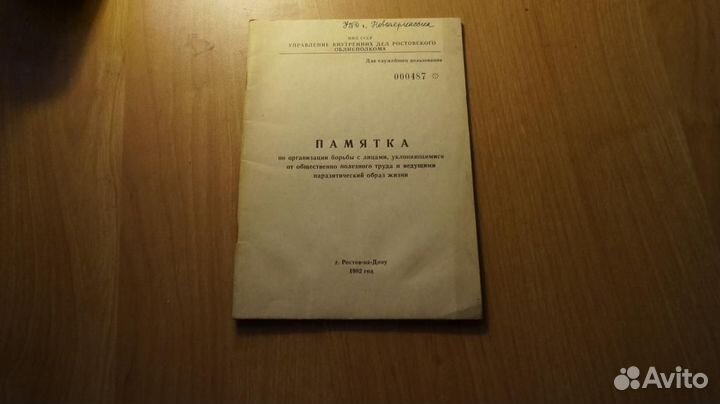 г. Новочеркасска
МВД СССР
УПРАВЛЕНИЕ ВНУТРЕННИХ ДЕЛ РОСТОВСКОГО
ОБЛИСПОЛКОМА
Для служебного пользования
000487
ПАМЯТКА
по организации борьбы с лицами, уклоняющимися
от общественно полезного труда и ведущими
паразитический образ жизни
г. Ростов-на-Дону
1982 год
Avito